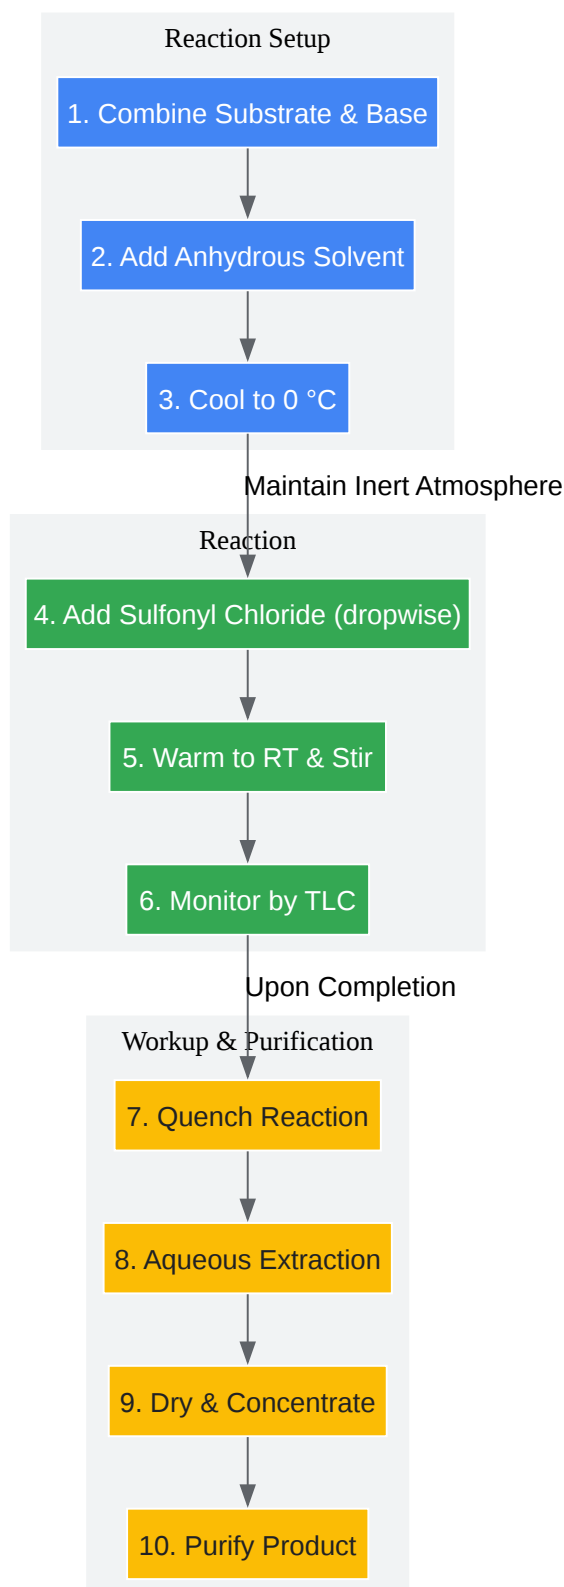 Reaction Setup
1. Combine Substrate & Base
2. Add Anhydrous Solvent
3. Cool to 0 °C
Maintain Inert Atmosphere
Reaction
4. Add Sulfonyl Chloride (dropwise)
5. Warm to RT & Stir
6. Monitor by TLC
Upon Completion
Workup & Purification
7. Quench Reaction
8. Aqueous Extraction
9. Dry & Concentrate
10. Purify Product